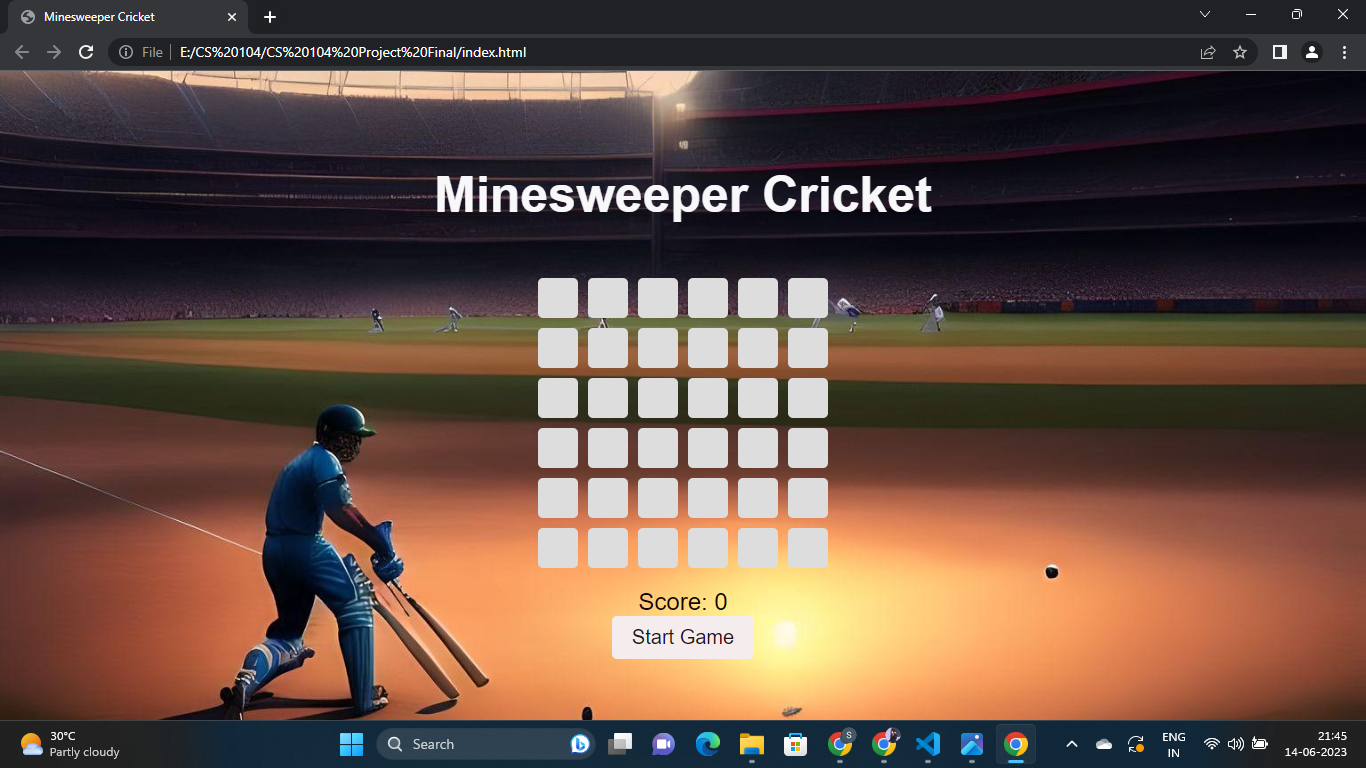 Minesweeper Cricket
File
E:/CS%20104/CS%20104%20Project%20Final/index.html
Minesweeper Cricket
Score: 0
Start Game
30°C
Partly cloudy
Search
S
ENG
IN
21:45
14-06-2023